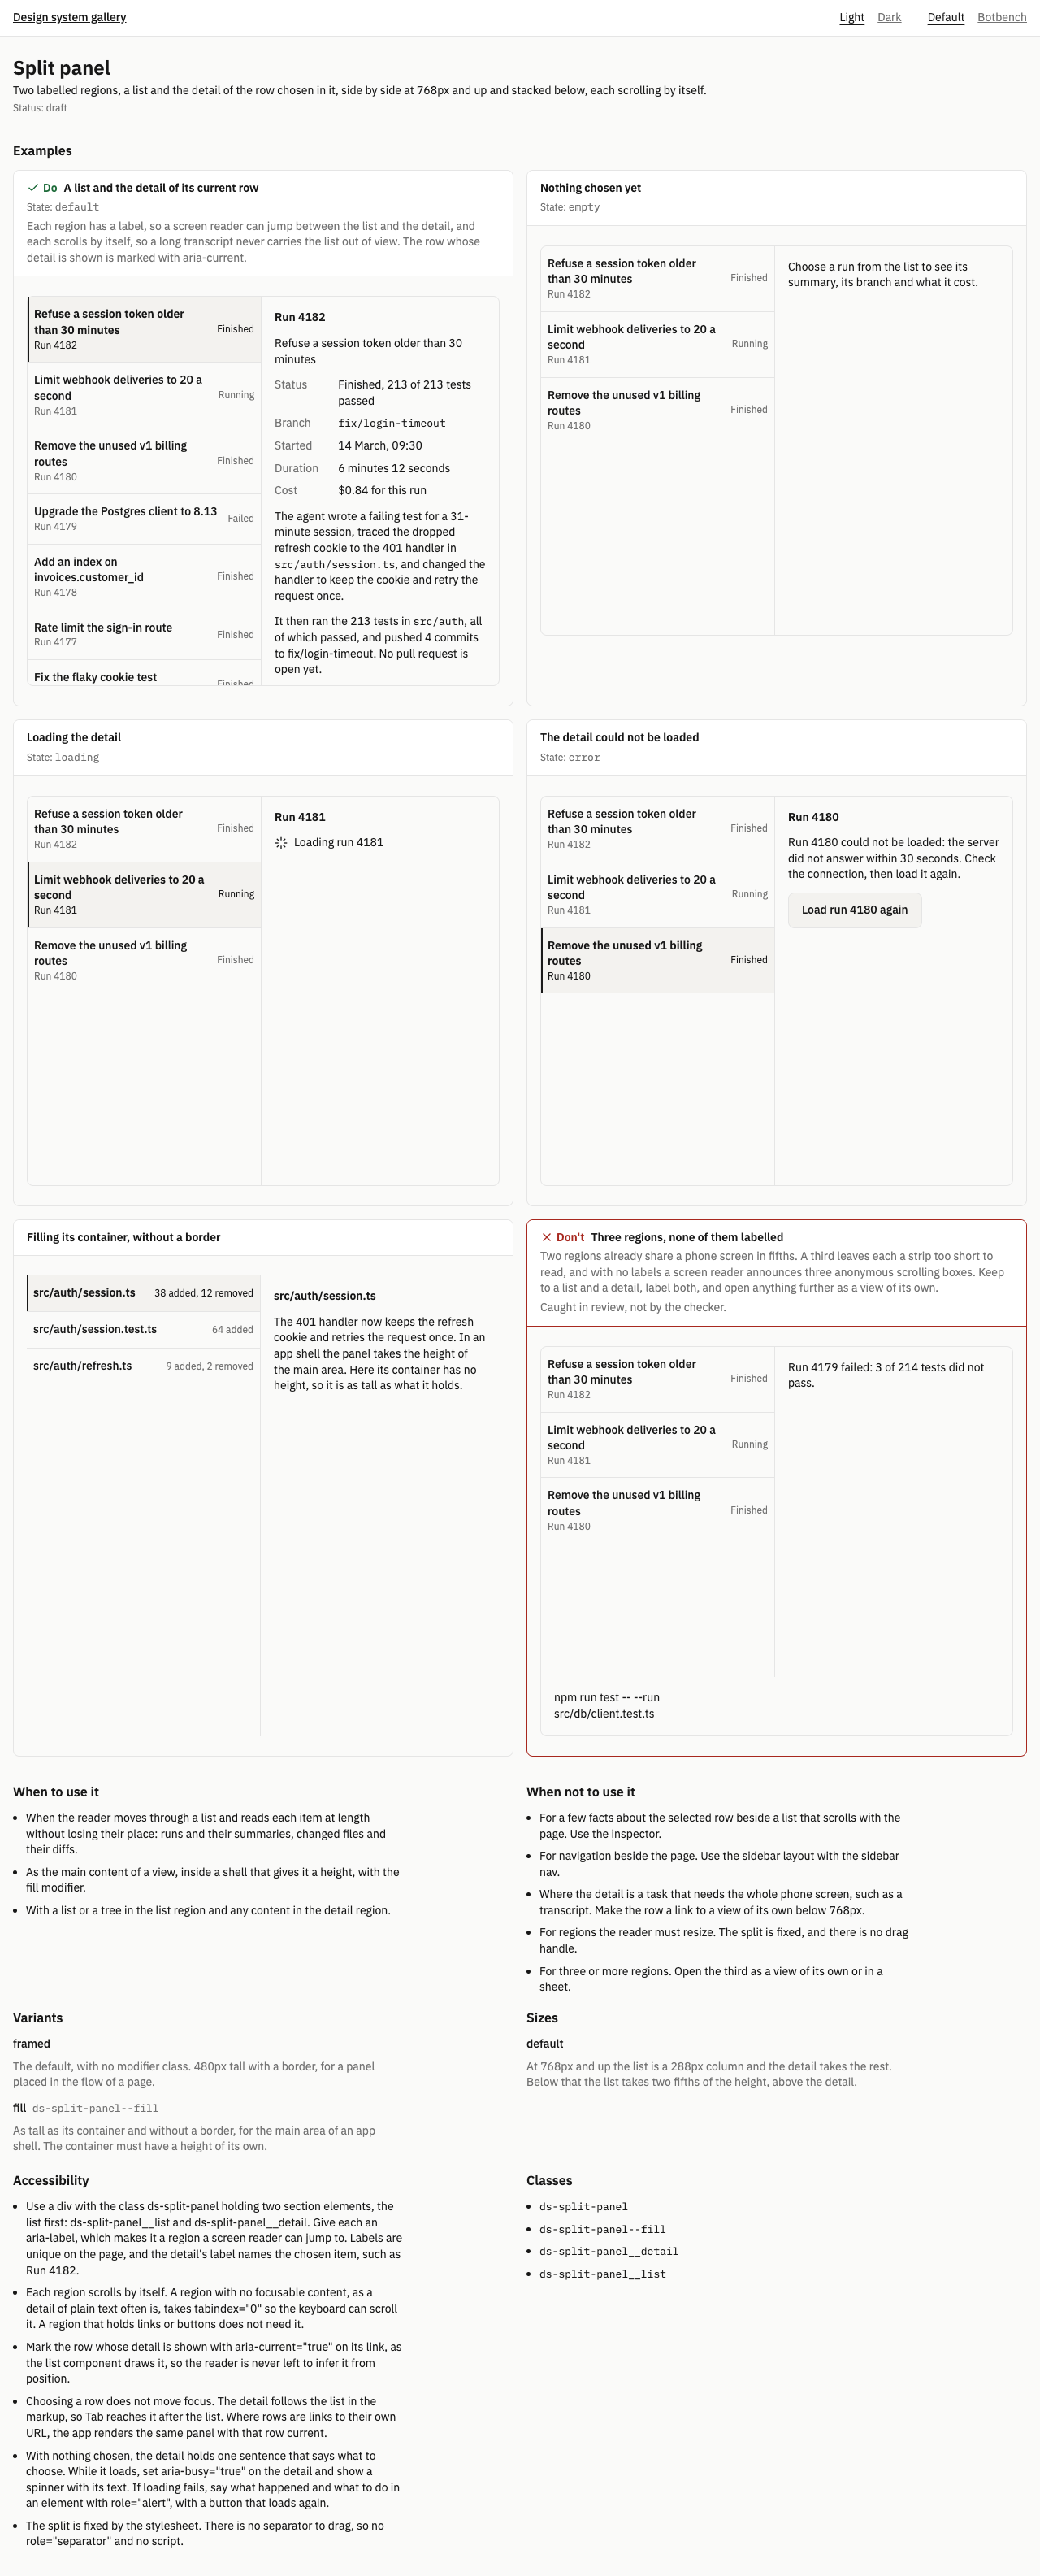 Design system gallery
Light Dark Default Botbench
Split panel
Two labelled regions, a list and the detail of the row chosen in it, side by side at 768px and up and stacked below, each scrolling by itself.
Status: draft
Examples
Do A list and the detail of its current row
State: default
Each region has a label, so a screen reader can jump between the list and the detail, and
each scrolls by itself, so a long transcript never carries the list out of view. The row whose
detail is shown is marked with aria-current.
Refuse a session token older
than 30 minutes
Run 4182
Finished
Limit webhook deliveries to 20 a
second
Run 4181
Running
Remove the unused v1 billing
routes
Run 4180
Finished
Upgrade the Postgres client to 8.13
Run 4179
Failed
Add an index on
invoices.customer_id
Run 4178
Finished
Rate limit the sign-in route
Run 4177
Finished
Fix the flaky cookie test
Finished
Run 4182
Refuse a session token older than 30
minutes
Status Finished, 213 of 213 tests
passed
Branch fix/login-timeout
Started 14 March, 09:30
Duration 6 minutes 12 seconds
Cost $0.84 for this run
The agent wrote a failing test for a 31-
minute session, traced the dropped
refresh cookie to the 401 handler in
src/auth/session.ts, and changed the
handler to keep the cookie and retry the
request once.
It then ran the 213 tests in src/auth, all
of which passed, and pushed 4 commits
to fix/login-timeout. No pull request is
open yet.
Nothing chosen yet
State: empty
Refuse a session token older
than 30 minutes
Run 4182
Finished
Limit webhook deliveries to 20 a
second
Run 4181
Running
Remove the unused v1 billing
routes
Run 4180
Finished
Choose a run from the list to see its
summary, its branch and what it cost.
Loading the detail
State: loading
Refuse a session token older
than 30 minutes
Run 4182
Finished
Limit webhook deliveries to 20 a
second
Run 4181
Running
Remove the unused v1 billing
routes
Run 4180
Finished
Run 4181
Loading run 4181
The detail could not be loaded
State: error
Refuse a session token older
than 30 minutes
Run 4182
Finished
Limit webhook deliveries to 20 a
second
Run 4181
Running
Remove the unused v1 billing
routes
Run 4180
Finished
Run 4180
Run 4180 could not be loaded: the server
did not answer within 30 seconds. Check
the connection, then load it again.
Load run 4180 again
Filling its container, without a border
src/auth/session.ts 38 added, 12 removed
src/auth/session.test.ts 64 added
src/auth/refresh.ts 9 added, 2 removed
src/auth/session.ts
The 401 handler now keeps the refresh
cookie and retries the request once. In an
app shell the panel takes the height of
the main area. Here its container has no
height, so it is as tall as what it holds.
Don't Three regions, none of them labelled
Two regions already share a phone screen in fifths. A third leaves each a strip too short to
read, and with no labels a screen reader announces three anonymous scrolling boxes. Keep
to a list and a detail, label both, and open anything further as a view of its own.
Caught in review, not by the checker.
Refuse a session token older
than 30 minutes
Run 4182
Finished
Limit webhook deliveries to 20 a
second
Run 4181
Running
Remove the unused v1 billing
routes
Run 4180
Finished
Run 4179 failed: 3 of 214 tests did not
pass.
npm run test -- --run
src/db/client.test.ts
When to use it
When the reader moves through a list and reads each item at length
without losing their place: runs and their summaries, changed files and
their diffs.
As the main content of a view, inside a shell that gives it a height, with the
fill modifier.
With a list or a tree in the list region and any content in the detail region.
When not to use it
For a few facts about the selected row beside a list that scrolls with the
page. Use the inspector.
For navigation beside the page. Use the sidebar layout with the sidebar
nav.
Where the detail is a task that needs the whole phone screen, such as a
transcript. Make the row a link to a view of its own below 768px.
For regions the reader must resize. The split is fixed, and there is no drag
handle.
For three or more regions. Open the third as a view of its own or in a
sheet.
Variants
framed
The default, with no modifier class. 480px tall with a border, for a panel
placed in the flow of a page.
fill ds-split-panel--fill
As tall as its container and without a border, for the main area of an app
shell. The container must have a height of its own.
Sizes
default
At 768px and up the list is a 288px column and the detail takes the rest.
Below that the list takes two fifths of the height, above the detail.
Accessibility
Use a div with the class ds-split-panel holding two section elements, the
list first: ds-split-panel__list and ds-split-panel__detail. Give each an
aria-label, which makes it a region a screen reader can jump to. Labels are
unique on the page, and the detail's label names the chosen item, such as
Run 4182.
Each region scrolls by itself. A region with no focusable content, as a
detail of plain text often is, takes tabindex="0" so the keyboard can scroll
it. A region that holds links or buttons does not need it.
Mark the row whose detail is shown with aria-current="true" on its link, as
the list component draws it, so the reader is never left to infer it from
position.
Choosing a row does not move focus. The detail follows the list in the
markup, so Tab reaches it after the list. Where rows are links to their own
URL, the app renders the same panel with that row current.
With nothing chosen, the detail holds one sentence that says what to
choose. While it loads, set aria-busy="true" on the detail and show a
spinner with its text. If loading fails, say what happened and what to do in
an element with role="alert", with a button that loads again.
The split is fixed by the stylesheet. There is no separator to drag, so no
role="separator" and no script.
Classes
ds-split-panel
ds-split-panel--fill
ds-split-panel__detail
ds-split-panel__list